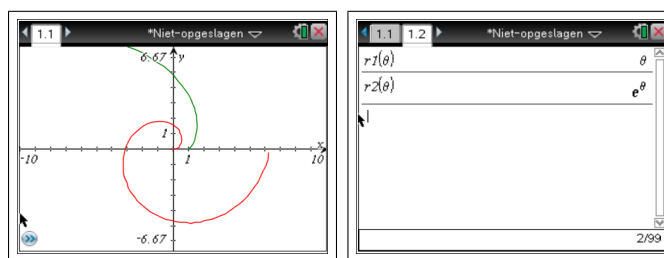 1.1 *Niet-opgeslagen
6.67 y
1
x
-10 1 10
-6.67
1.1 1.2 *Niet-opgeslagen
r1(θ) θ
r2(θ) e^θ
2/99